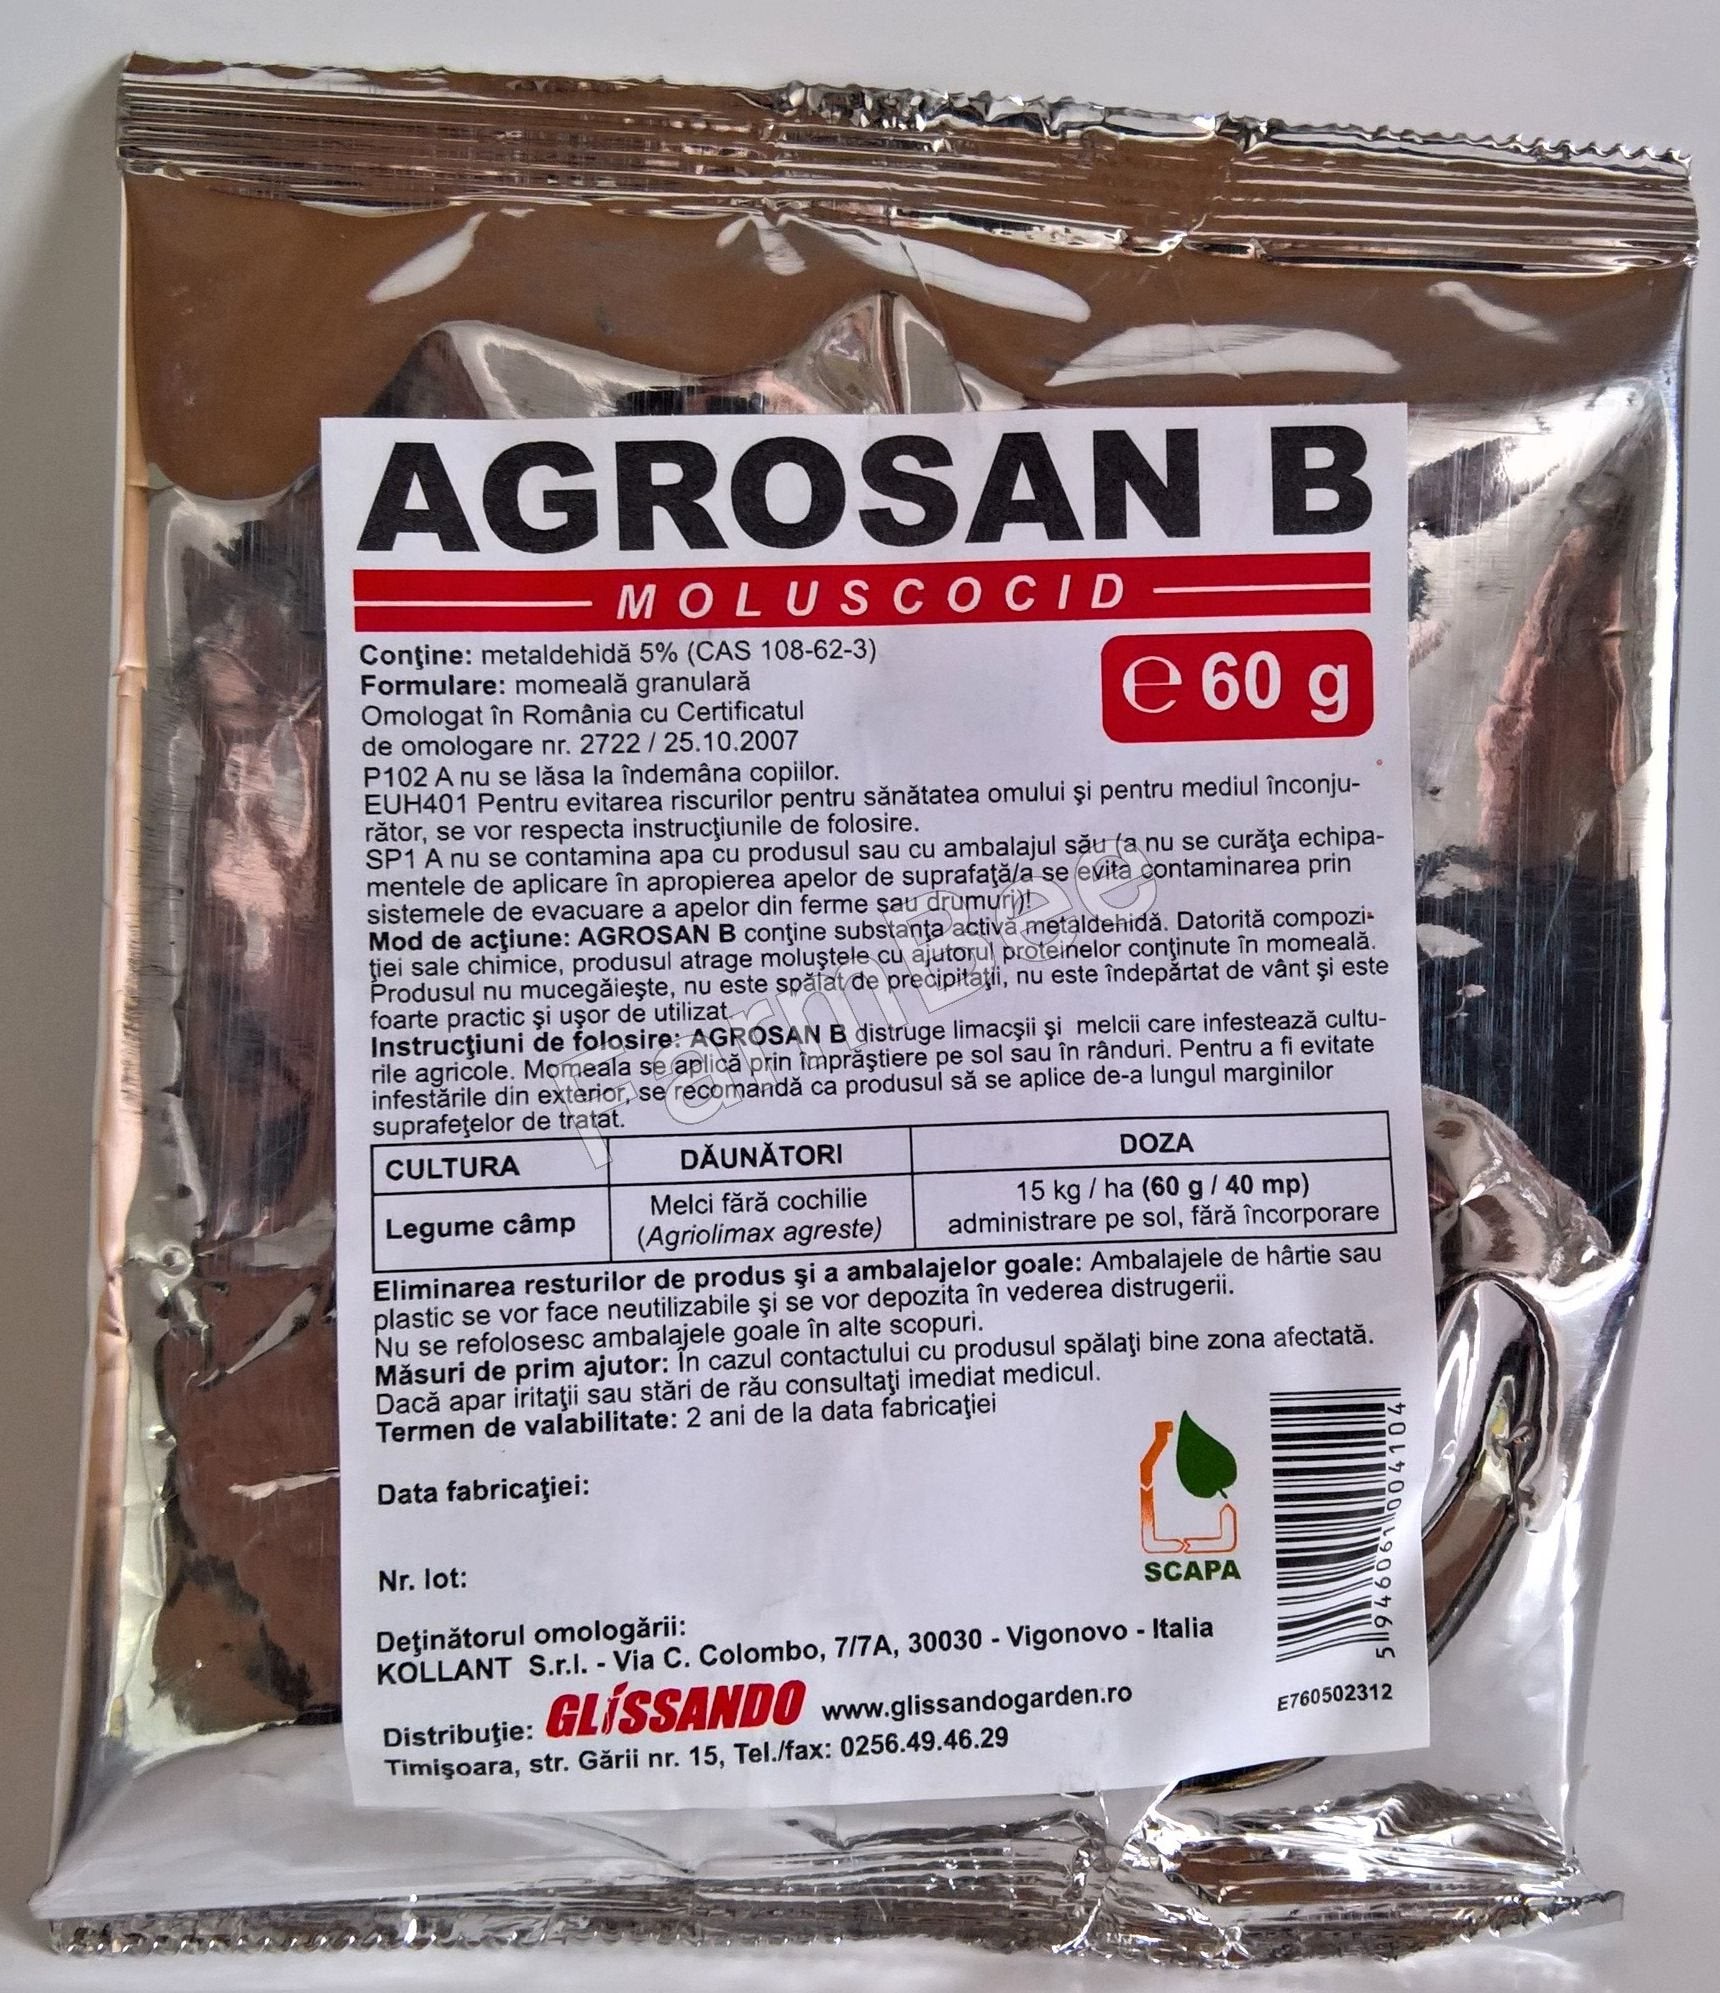 AGROSAN B
MOLUSCOCID
Conţine: metaldehidă 5% (CAS 108-62-3)
Formulare: momeală granulară
Omologat în România cu Certificatul
de omologare nr. 2722 / 25.10.2007
℮ 60 g
P102 A nu se lăsa la îndemâna copiilor.
EUH401 Pentru evitarea riscurilor pentru sănătatea omului şi pentru mediul înconju-
rător, se vor respecta instrucţiunile de folosire.
SP1 A nu se contamina apa cu produsul sau cu ambalajul său (a nu se curăţa echipa-
mentele de aplicare în apropierea apelor de suprafaţă/a se evita contaminarea prin
sistemele de evacuare a apelor din ferme sau drumuri)!
Mod de acţiune: AGROSAN B conţine substanţa activă metaldehidă. Datorită compozi-
ţiei sale chimice, produsul atrage moluştele cu ajutorul proteinelor conţinute în momeală.
Produsul nu mucegăieşte, nu este spălat de precipitaţii, nu este îndepărtat de vânt şi este
foarte practic şi uşor de utilizat.
Instrucţiuni de folosire: AGROSAN B distruge limacşii şi melcii care infestează cultu-
rile agricole. Momeala se aplică prin împrăştiere pe sol sau în rânduri. Pentru a fi evitate
infestările din exterior, se recomandă ca produsul să se aplice de-a lungul marginilor
suprafeţelor de tratat.
FarmBee
CULTURA DĂUNĂTORI DOZA
Legume câmp
Melci fără cochilie
(Agriolimax agreste)
15 kg / ha (60 g / 40 mp)
administrare pe sol, fără încorporare
Eliminarea resturilor de produs şi a ambalajelor goale: Ambalajele de hârtie sau
plastic se vor face neutilizabile şi se vor depozita în vederea distrugerii.
Nu se refolosesc ambalajele goale în alte scopuri.
Măsuri de prim ajutor: În cazul contactului cu produsul spălaţi bine zona afectată.
Dacă apar iritaţii sau stări de rău consultaţi imediat medicul.
Termen de valabilitate: 2 ani de la data fabricaţiei
Data fabricaţiei:
Nr. lot:
SCAPA
5 946061 004104
E760502312
Deţinătorul omologării:
KOLLANT S.r.l. - Via C. Colombo, 7/7A, 30030 - Vigonovo - Italia
Distribuţie: GLISSANDO www.glissandogarden.ro
Timişoara, str. Gării nr. 15, Tel./fax: 0256.49.46.29